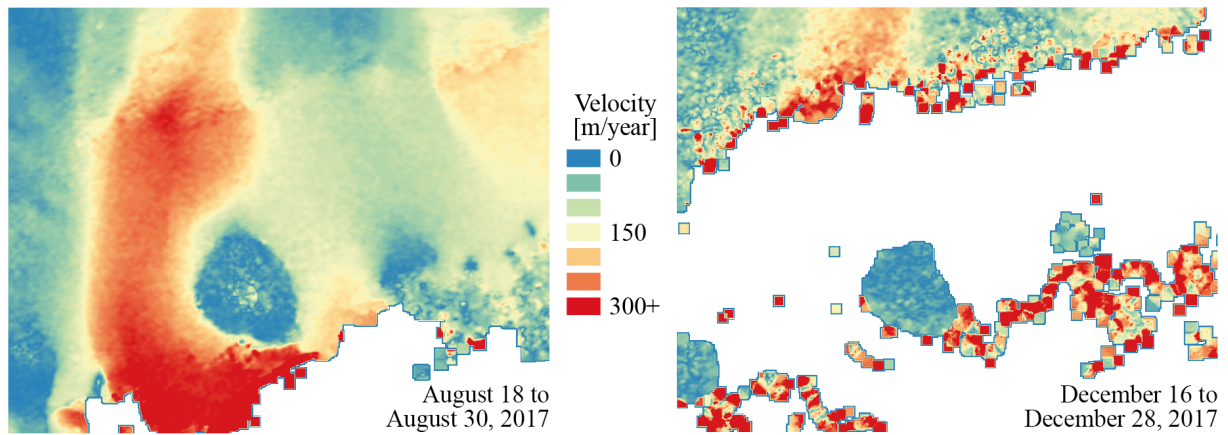 Velocity
[m/year]
0
150
300+
August 18 to
August 30, 2017
December 16 to
December 28, 2017